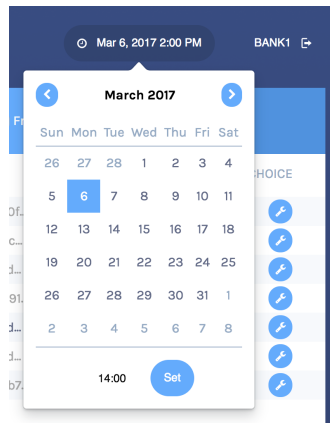 Mar 6, 2017 2:00 PM BANK1
March 2017
Fr
Sun Mon Tue Wed Thu Fri Sat
CHOICE
26 27 28 1 2 3 4
5 6 7 8 9 10 11
12 13 14 15 16 17 18
19 20 21 22 23 24 25
26 27 28 29 30 31 1
2 3 4 5 6 7 8
14:00 Set